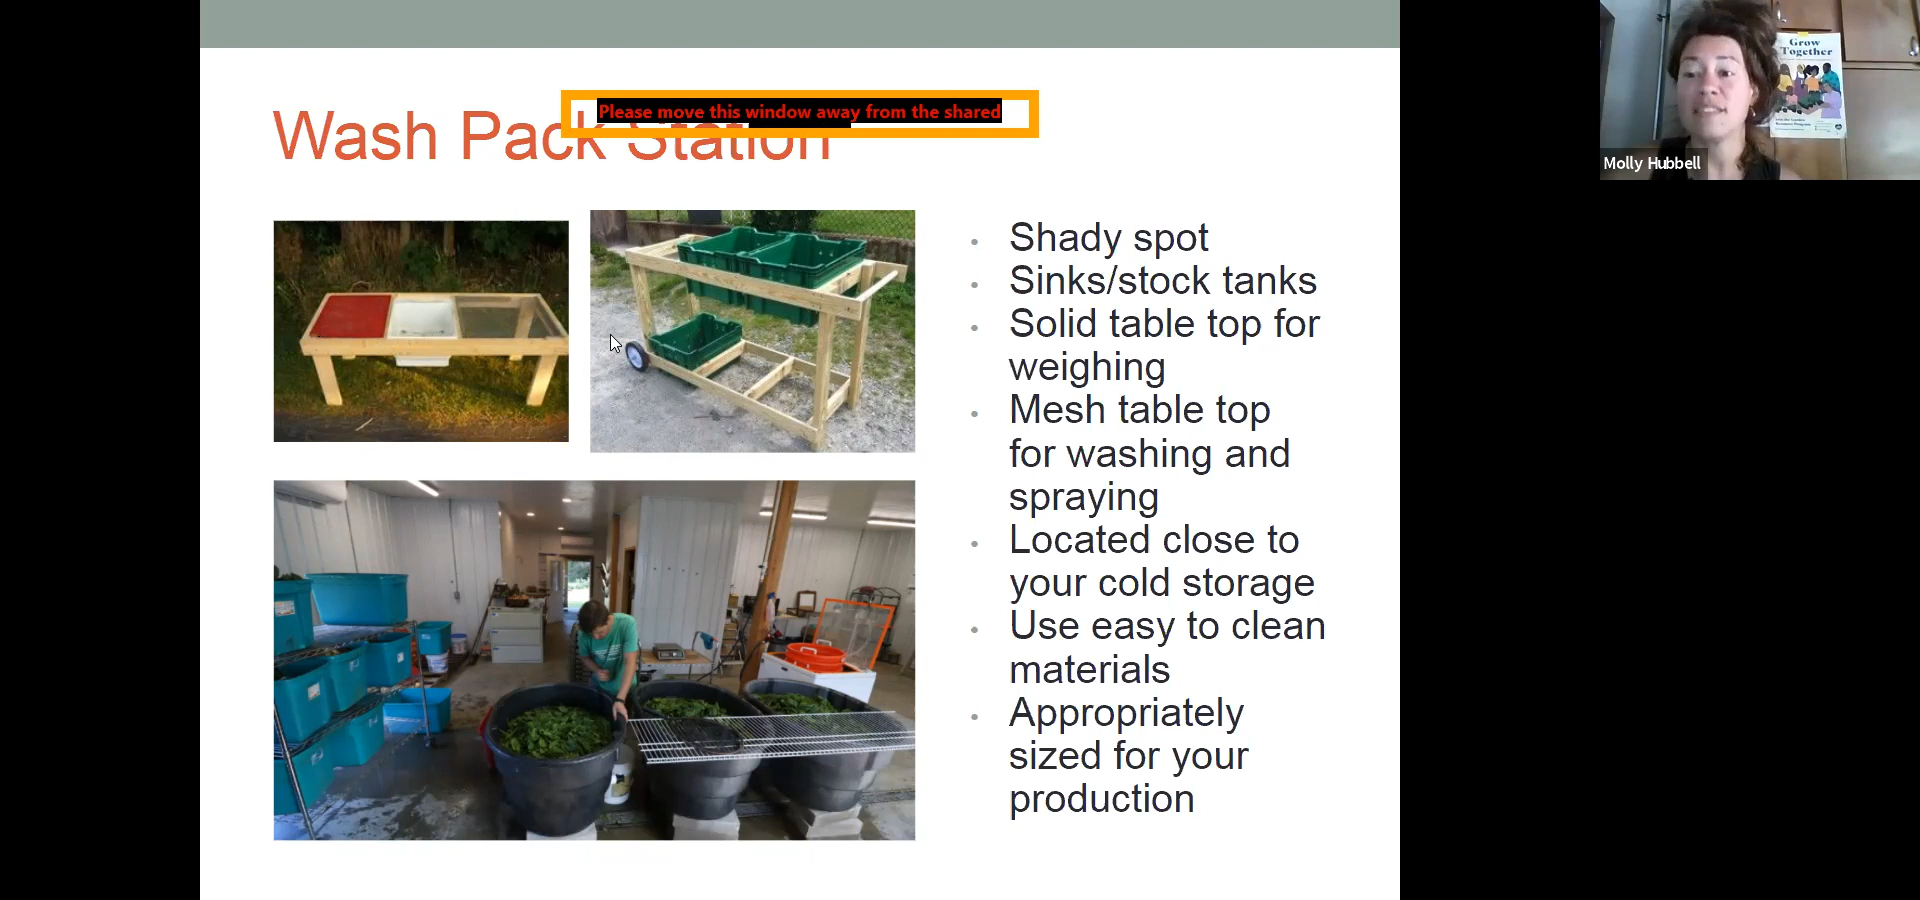 Please move this window away from the shared
Wash Pack Station
Shady spot
Sinks/stock tanks
Solid table top for
weighing
Mesh table top
for washing and
spraying
Located close to
your cold storage
Use easy to clean
materials
Appropriately
sized for your
production
Grow
Together
Molly Hubbell